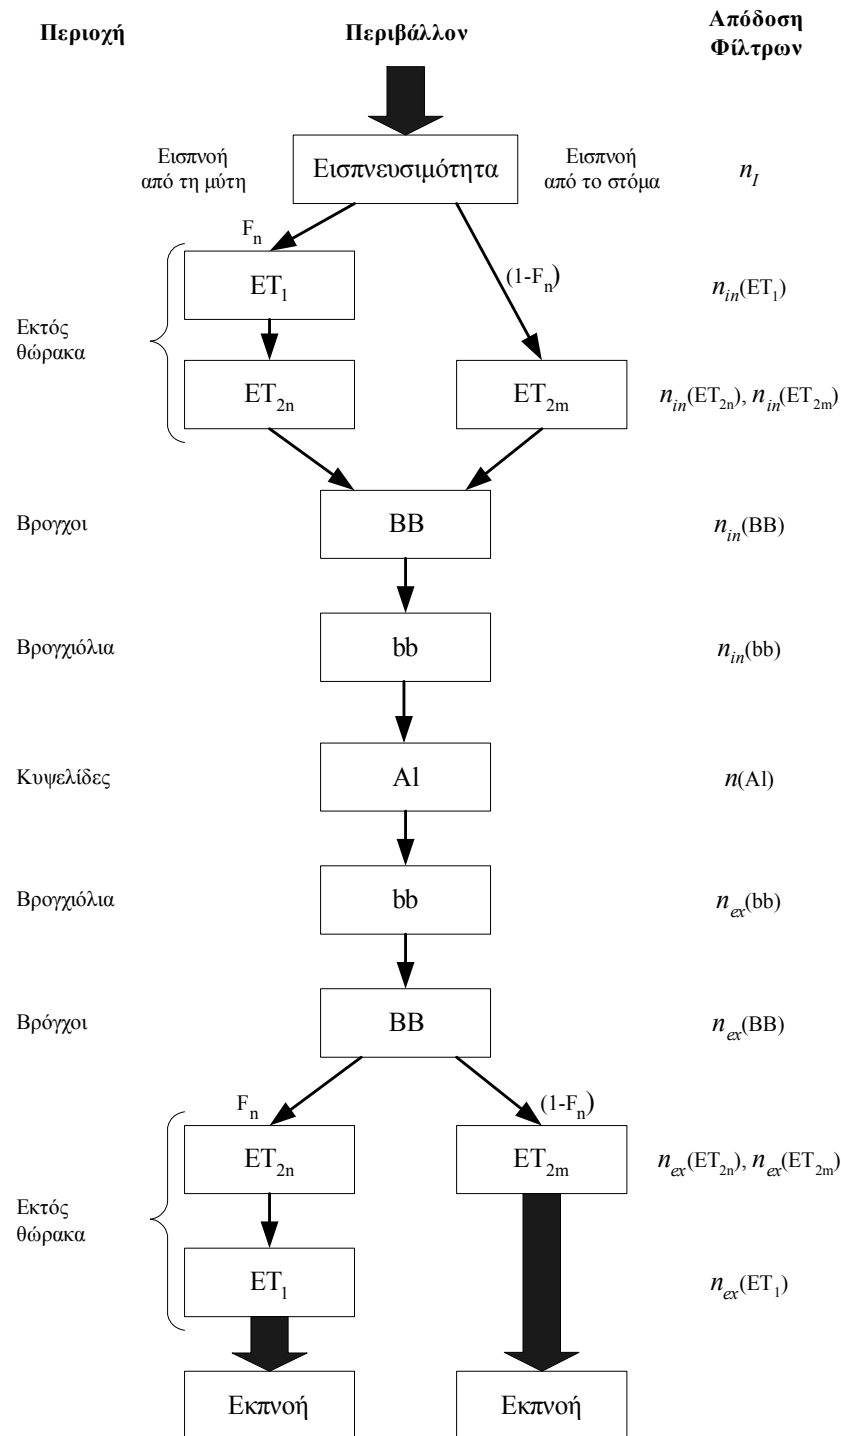 Περιοχή
Περιβάλλον
Απόδοση
Φίλτρων
Εισπνοή
από τη μύτη
Εισπνευσιμότητα
Εισπνοή
από το στόμα
n_I
F_n
(1-F_n)
ET_1
n_in(ET_1)
Εκτός
θώρακα
ET_2n
ET_2m
n_in(ET_2n), n_in(ET_2m)
Βρογχοι
BB
n_in(BB)
Βρογχιόλια
bb
n_in(bb)
Κυψελίδες
Al
n(Al)
Βρογχιόλια
bb
n_ex(bb)
Βρόγχοι
BB
n_ex(BB)
F_n
(1-F_n)
ET_2n
ET_2m
n_ex(ET_2n), n_ex(ET_2m)
Εκτός
θώρακα
ET_1
n_ex(ET_1)
Εκπνοή
Εκπνοή